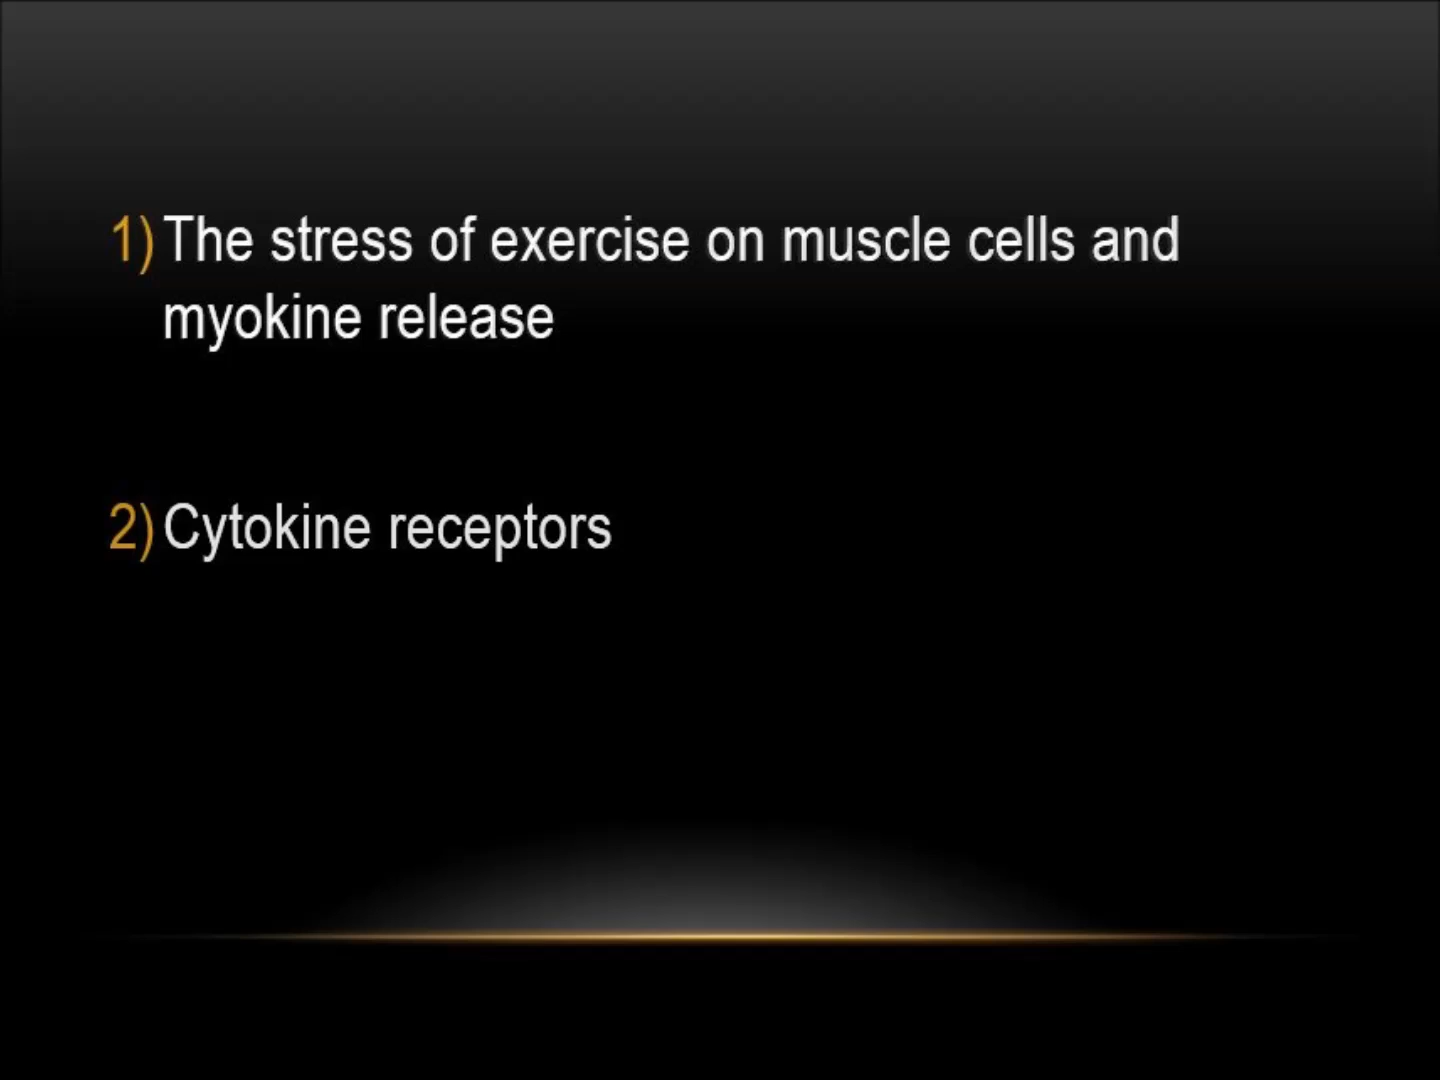 1) The stress of exercise on muscle cells and
myokine release
2) Cytokine receptors